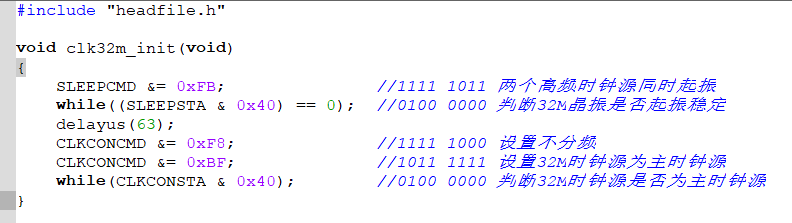 #include "headfile.h"
void clk32m_init(void)
{
SLEEPCMD &= 0xFB; //1111 1011 两个高频时钟源同时起振
while((SLEEPSTA & 0x40) == 0); //0100 0000 判断32M晶振是否起振稳定
delayus(63);
CLKCONCMD &= 0xF8; //1111 1000 设置不分频
CLKCONCMD &= 0xBF; //1011 1111 设置32M时钟源为主时钟源
while(CLKCONSTA & 0x40); //0100 0000 判断32M时钟源是否为主时钟源
}